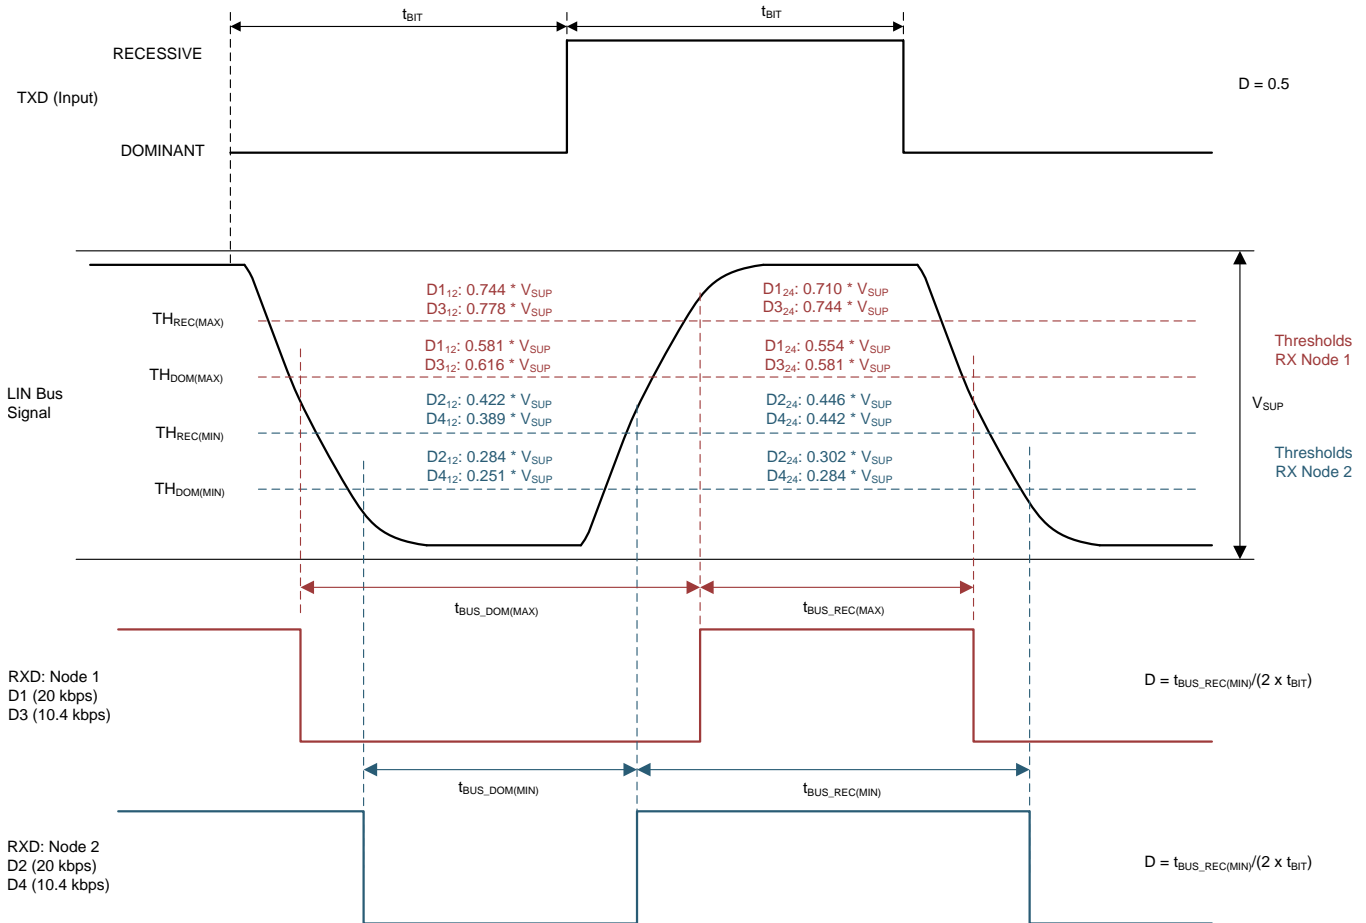 tBIT
tBIT
RECESSIVE
TXD (Input)
D = 0.5
DOMINANT
D112: 0.744 * VSUP
D312: 0.778 * VSUP
D124: 0.710 * VSUP
D324: 0.744 * VSUP
THREC(MAX)
D112: 0.581 * VSUP
D312: 0.616 * VSUP
D124: 0.554 * VSUP
D324: 0.581 * VSUP
Thresholds
RX Node 1
THDOM(MAX)
LIN Bus
Signal
D212: 0.422 * VSUP
D412: 0.389 * VSUP
D224: 0.446 * VSUP
D424: 0.442 * VSUP
VSUP
THREC(MIN)
D212: 0.284 * VSUP
D412: 0.251 * VSUP
D224: 0.302 * VSUP
D424: 0.284 * VSUP
Thresholds
RX Node 2
THDOM(MIN)
tBUS_DOM(MAX)
tBUS_REC(MAX)
RXD: Node 1
D1 (20 kbps)
D3 (10.4 kbps)
D = tBUS_REC(MIN)/(2 x tBIT)
tBUS_DOM(MIN)
tBUS_REC(MIN)
RXD: Node 2
D2 (20 kbps)
D4 (10.4 kbps)
D = tBUS_REC(MIN)/(2 x tBIT)